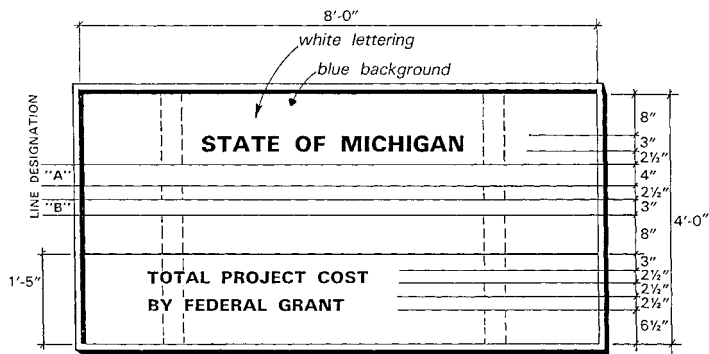 8'-0"
white lettering
blue background
LINE DESIGNATION
STATE OF MICHIGAN
8"
3"
2½"
"A"
4"
2½"
"B"
3"
8"
4'-0"
1'-5"
TOTAL PROJECT COST
BY FEDERAL GRANT
3"
2½"
2½"
2½"
6½"